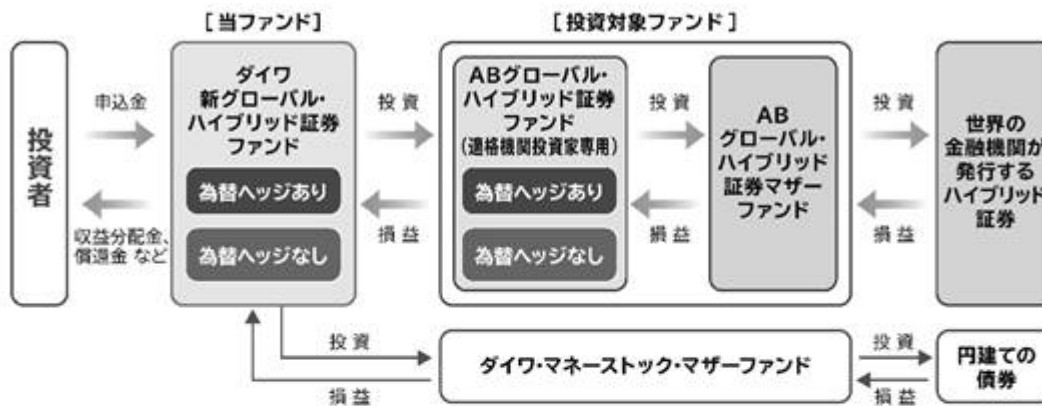 [当ファンド]
[投資対象ファンド]
投資者
申込金
収益分配金、
償還金 など
ダイワ
新グローバル・
ハイブリッド証券
ファンド
為替ヘッジあり
為替ヘッジなし
投資
損益
ABグローバル・
ハイブリッド証券
ファンド
(適格機関投資家専用)
為替ヘッジあり
為替ヘッジなし
投資
損益
AB
グローバル・
ハイブリッド
証券マザー
ファンド
投資
損益
世界の
金融機関が
発行する
ハイブリッド
証券
投資
損益
ダイワ・マネーストック・マザーファンド
投資
損益
円建ての
債券